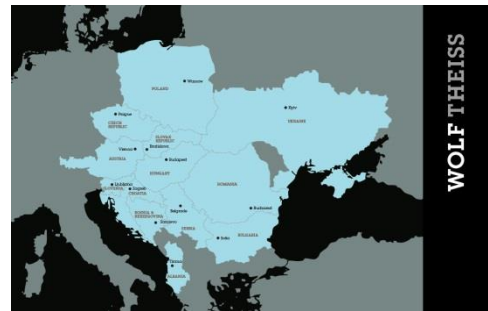 POLAND
Warsaw
Kyiv
UKRAINE
Prague
CZECH
REPUBLIC
SLOVAK
REPUBLIC
Vienna
Bratislava
AUSTRIA
Budapest
HUNGARY
Ljubljana
SLOVENIA
Zagreb
CROATIA
ROMANIA
BOSNIA &
HERZEGOVINA
Belgrade
Bucharest
Sarajevo
SERBIA
Sofia
BULGARIA
Tirana
ALBANIA
WOLF THEISS